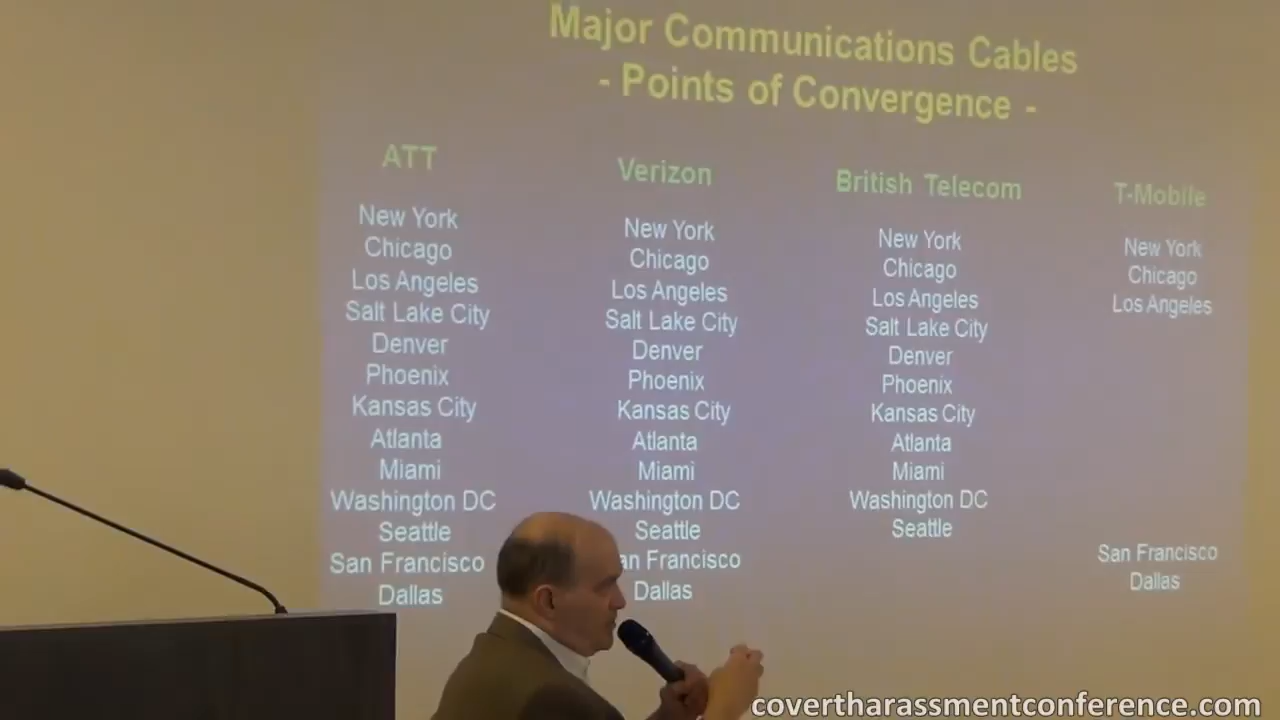 Major Communications Cables
- Points of Convergence -
ATT
New York
Chicago
Los Angeles
Salt Lake City
Denver
Phoenix
Kansas City
Atlanta
Miami
Washington DC
Seattle
San Francisco
Dallas
Verizon
New York
Chicago
Los Angeles
Salt Lake City
Denver
Phoenix
Kansas City
Atlanta
Miami
Washington DC
Seattle
an Francisco
Dallas
British Telecom
New York
Chicago
Los Angeles
Salt Lake City
Denver
Phoenix
Kansas City
Atlanta
Miami
Washington DC
Seattle
T-Mobile
New York
Chicago
Los Angeles
San Francisco
Dallas
covertharassmentconference.com